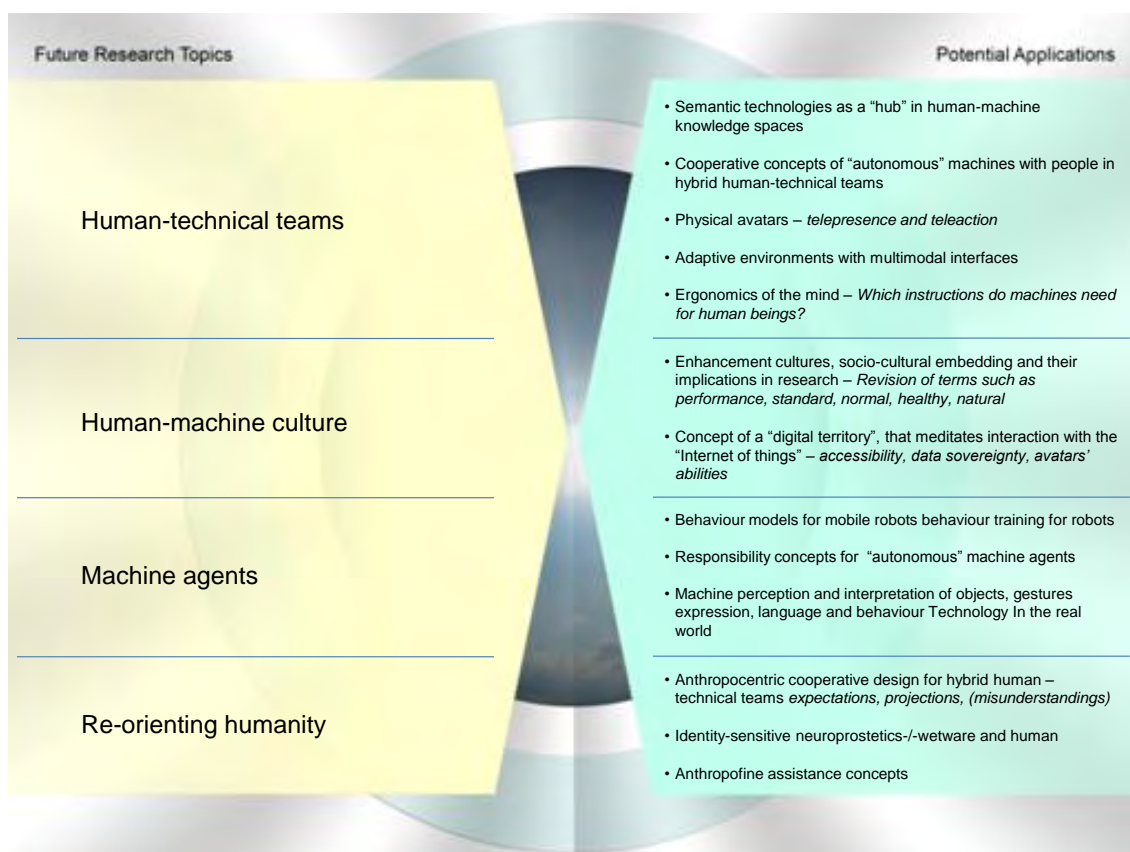 Future Research Topics
Potential Applications
Human-technical teams
• Semantic technologies as a “hub” in human-machine
knowledge spaces
• Cooperative concepts of “autonomous” machines with people in
hybrid human-technical teams
• Physical avatars – telepresence and teleaction
• Adaptive environments with multimodal interfaces
• Ergonomics of the mind – Which instructions do machines need
for human beings?
Human-machine culture
• Enhancement cultures, socio-cultural embedding and their
implications in research – Revision of terms such as
performance, standard, normal, healthy, natural
• Concept of a “digital territory”, that meditates interaction with the
“Internet of things” – accessibility, data sovereignty, avatars’
abilities
Machine agents
• Behaviour models for mobile robots behaviour training for robots
• Responsibility concepts for “autonomous” machine agents
• Machine perception and interpretation of objects, gestures
expression, language and behaviour Technology In the real
world
Re-orienting humanity
• Anthropocentric cooperative design for hybrid human –
technical teams expectations, projections, (misunderstandings)
• Identity-sensitive neuroprostetics-/-wetware and human
• Anthropofine assistance concepts